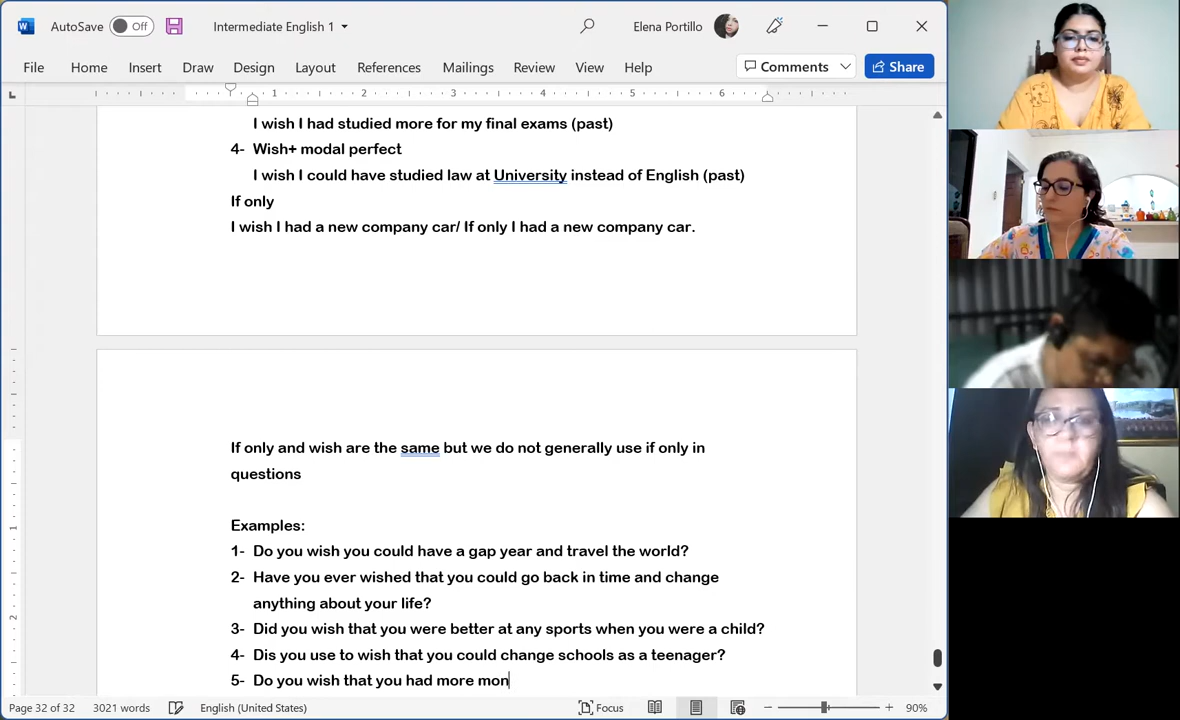 AutoSave Off Intermediate English 1 Elena Portillo
File Home Insert Draw Design Layout References Mailings Review View Help Comments Share
1 2 3 4 5 6
I wish I had studied more for my final exams (past)
4- Wish+ modal perfect
I wish I could have studied law at University instead of English (past)
If only
I wish I had a new company car/ If only I had a new company car.
If only and wish are the same but we do not generally use if only in
questions
Examples:
1- Do you wish you could have a gap year and travel the world?
2- Have you ever wished that you could go back in time and change
anything about your life?
3- Did you wish that you were better at any sports when you were a child?
4- Dis you use to wish that you could change schools as a teenager?
5- Do you wish that you had more mon
1
2
Page 32 of 32 3021 words English (United States) Focus 90%